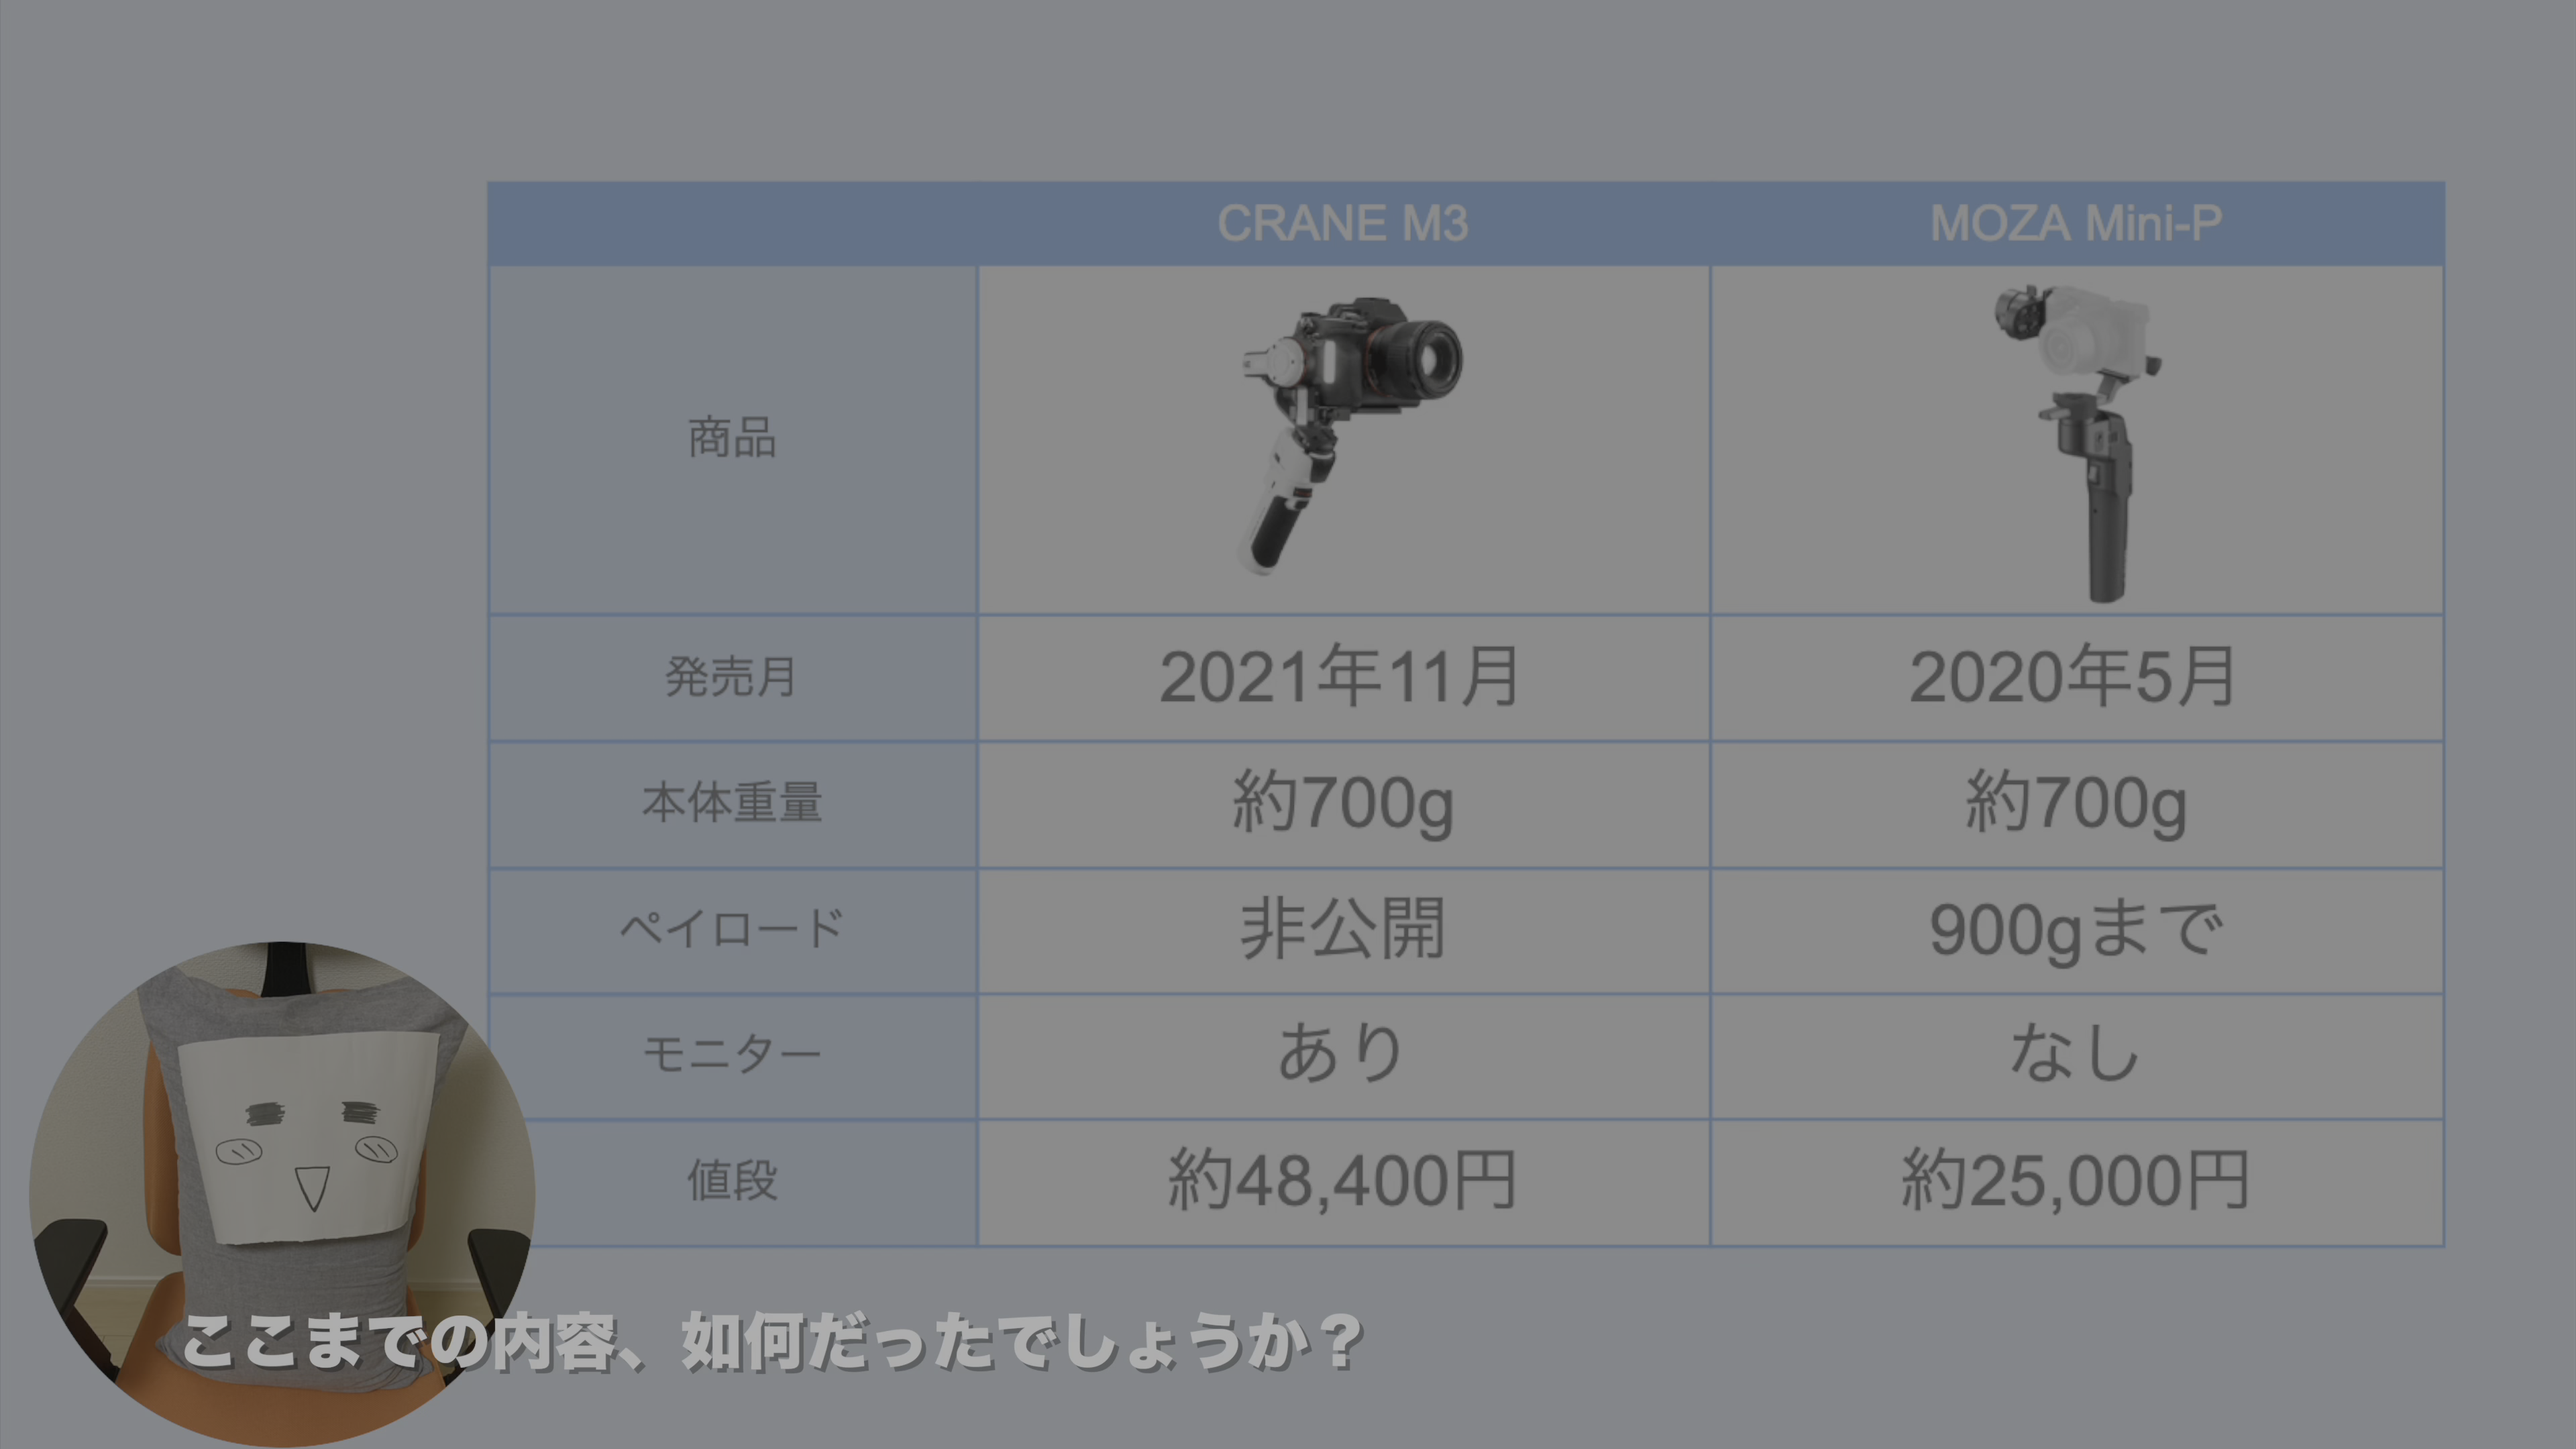 CRANE M3 MOZA Mini-P
商品
発売月 2021年11月 2020年5月
本体重量 約700g 約700g
ペイロード 非公開 900gまで
モニター あり なし
値段 約48,400円 約25,000円
ここまでの内容、如何だったでしょうか？